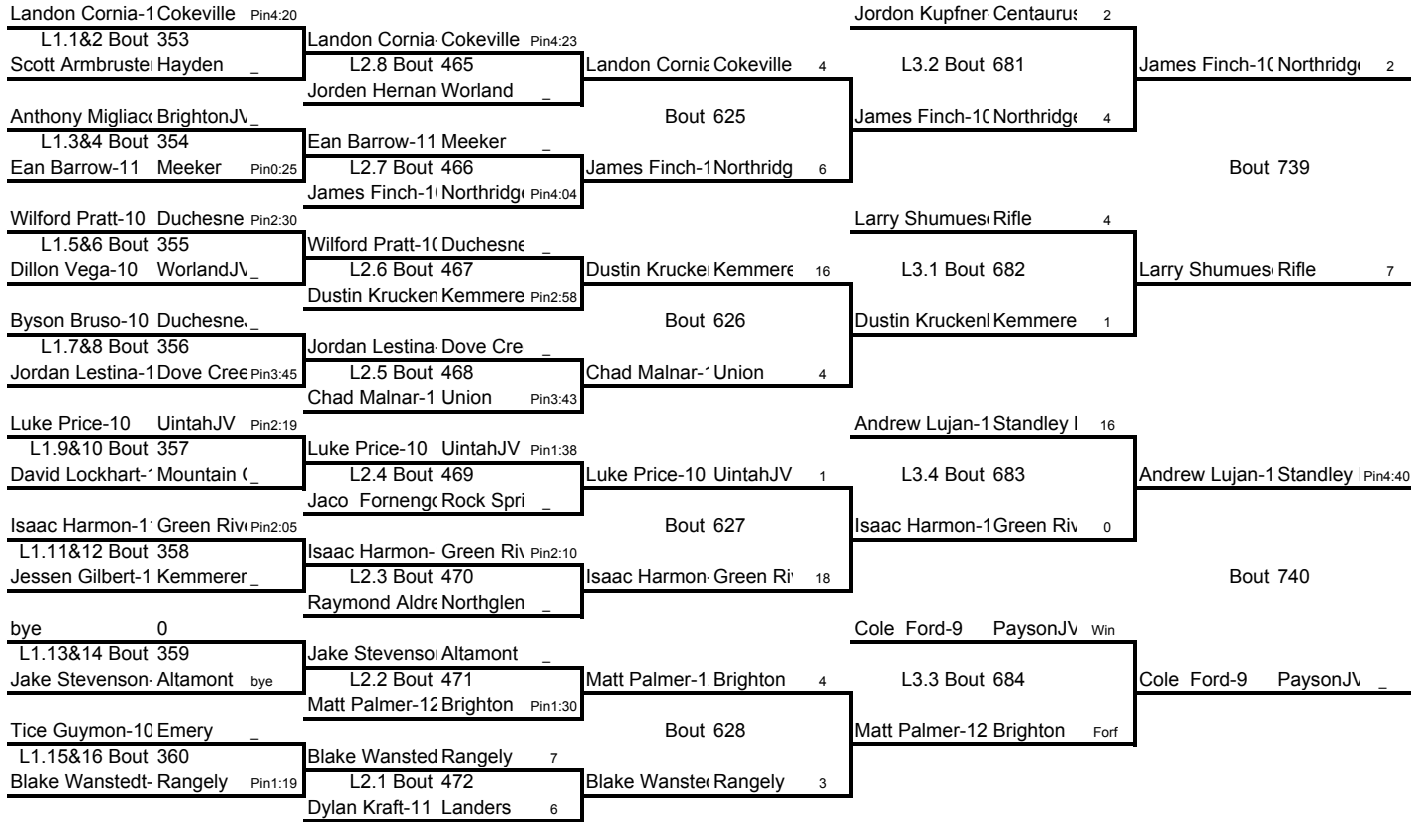 Landon Cornia-1 Cokeville Pin4:20 Jordon Kupfner Centaurus 2
L1.1&2 Bout 353 Landon Cornia Cokeville Pin4:23
Scott Armbruste Hayden _ L2.8 Bout 465 Landon Cornia Cokeville 4 L3.2 Bout 681 James Finch-10 Northridge 2
Jorden Hernan Worland _
Anthony Migliacc BrightonJV _ Bout 625 James Finch-10 Northridge 4
L1.3&4 Bout 354 Ean Barrow-11 Meeker _
Ean Barrow-11 Meeker Pin0:25 L2.7 Bout 466 James Finch-1 Northridg 6 Bout 739
James Finch-1 Northridge Pin4:04
Wilford Pratt-10 Duchesne Pin2:30 Larry Shumues Rifle 4
L1.5&6 Bout 355 Wilford Pratt-10 Duchesne _
Dillon Vega-10 WorlandJV _ L2.6 Bout 467 Dustin Krucke Kemmere 16 L3.1 Bout 682 Larry Shumues Rifle 7
Dustin Krucken Kemmere Pin2:58
Byson Bruso-10 Duchesne _ Bout 626 Dustin Kruckenl Kemmere 1
L1.7&8 Bout 356 Jordan Lestina Dove Cre _
Jordan Lestina-1 Dove Cree Pin3:45 L2.5 Bout 468 Chad Malnar- Union 4
Chad Malnar-1 Union Pin3:43
Luke Price-10 UintahJV Pin2:19 Andrew Lujan-1 Standley 16
L1.9&10 Bout 357 Luke Price-10 UintahJV Pin1:38
David Lockhart- Mountain _ L2.4 Bout 469 Luke Price-10 UintahJV 1 L3.4 Bout 683 Andrew Lujan-1 Standley Pin4:40
Jaco Fornengo Rock Spri _
Isaac Harmon-1 Green Rive Pin2:05 Bout 627 Isaac Harmon-1 Green Riv 0
L1.11&12 Bout 358 Isaac Harmon- Green Riv Pin2:10
Jessen Gilbert-1 Kemmerer _ L2.3 Bout 470 Isaac Harmon Green Ri 18 Bout 740
Raymond Aldre Northglen _
bye 0 Cole Ford-9 PaysonJV Win
L1.13&14 Bout 359 Jake Stevenso Altamont _
Jake Stevenson Altamont bye L2.2 Bout 471 Matt Palmer-1 Brighton 4 L3.3 Bout 684 Cole Ford-9 PaysonJV _
Matt Palmer-12 Brighton Pin1:30
Tice Guymon-10 Emery _ Bout 628 Matt Palmer-12 Brighton Forf
L1.15&16 Bout 360 Blake Wansted Rangely 7
Blake Wanstedt- Rangely Pin1:19 L2.1 Bout 472 Blake Wanste Rangely 3
Dylan Kraft-11 Landers 6